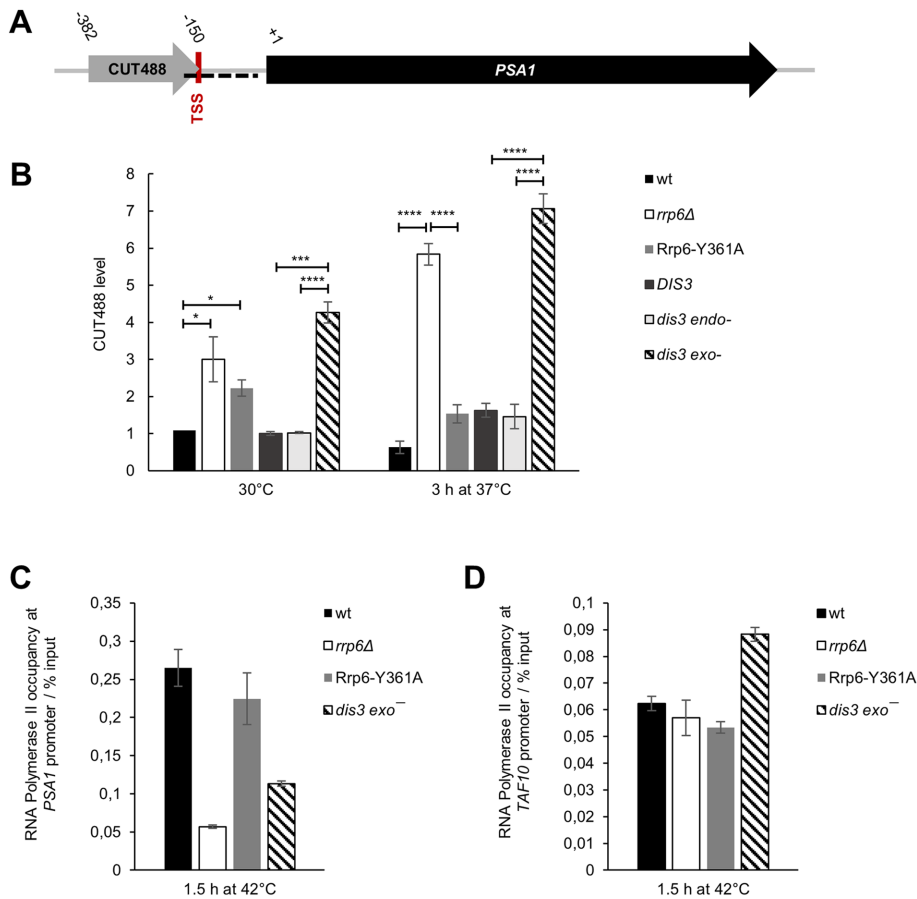 A
-382
-150
+1
CUT488
PSA1
TSS
B
CUT488 level
8
7
6
5
4
3
2
1
0
*
*
***
****
****
****
****
****
30°C
3 h at 37°C
wt
rrp6Δ
Rrp6-Y361A
DIS3
dis3 endo-
dis3 exo-
C
RNA Polymerase II occupancy at
PSA1 promoter / % input
0,35
0,3
0,25
0,2
0,15
0,1
0,05
0
1.5 h at 42°C
wt
rrp6Δ
Rrp6-Y361A
dis3 exo–
D
RNA Polymerase II occupancy at
TAF10 promoter / % input
0,1
0,09
0,08
0,07
0,06
0,05
0,04
0,03
0,02
0,01
0
1.5 h at 42°C
wt
rrp6Δ
Rrp6-Y361A
dis3 exo–